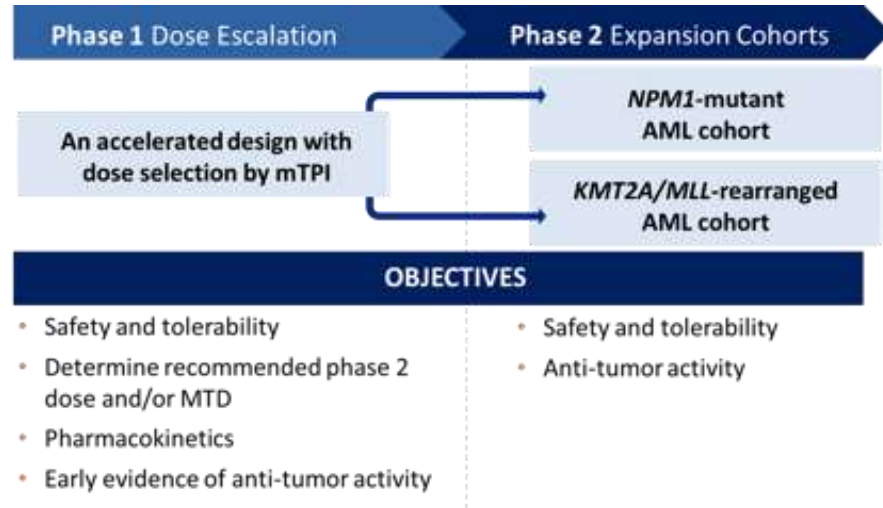 Phase 1 Dose Escalation
Phase 2 Expansion Cohorts
An accelerated design with
dose selection by mTPI
NPM1-mutant
AML cohort
KMT2A/MLL-rearranged
AML cohort
OBJECTIVES
• Safety and tolerability
• Determine recommended phase 2
dose and/or MTD
• Pharmacokinetics
• Early evidence of anti-tumor activity
• Safety and tolerability
• Anti-tumor activity